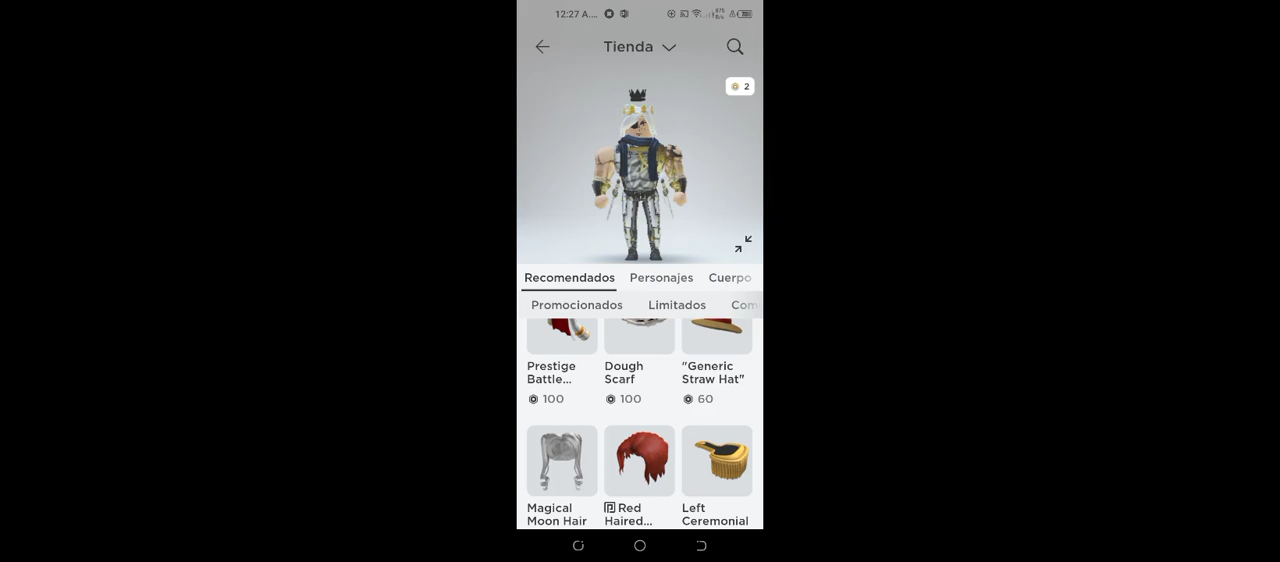 12:27 A...
Tienda
2
Recomendados Personajes Cuerpo
Promocionados Limitados Com
Prestige
Battle...
100
Dough
Scarf
100
"Generic
Straw Hat"
60
Magical
Moon Hair
Red
Haired...
Left
Ceremonial